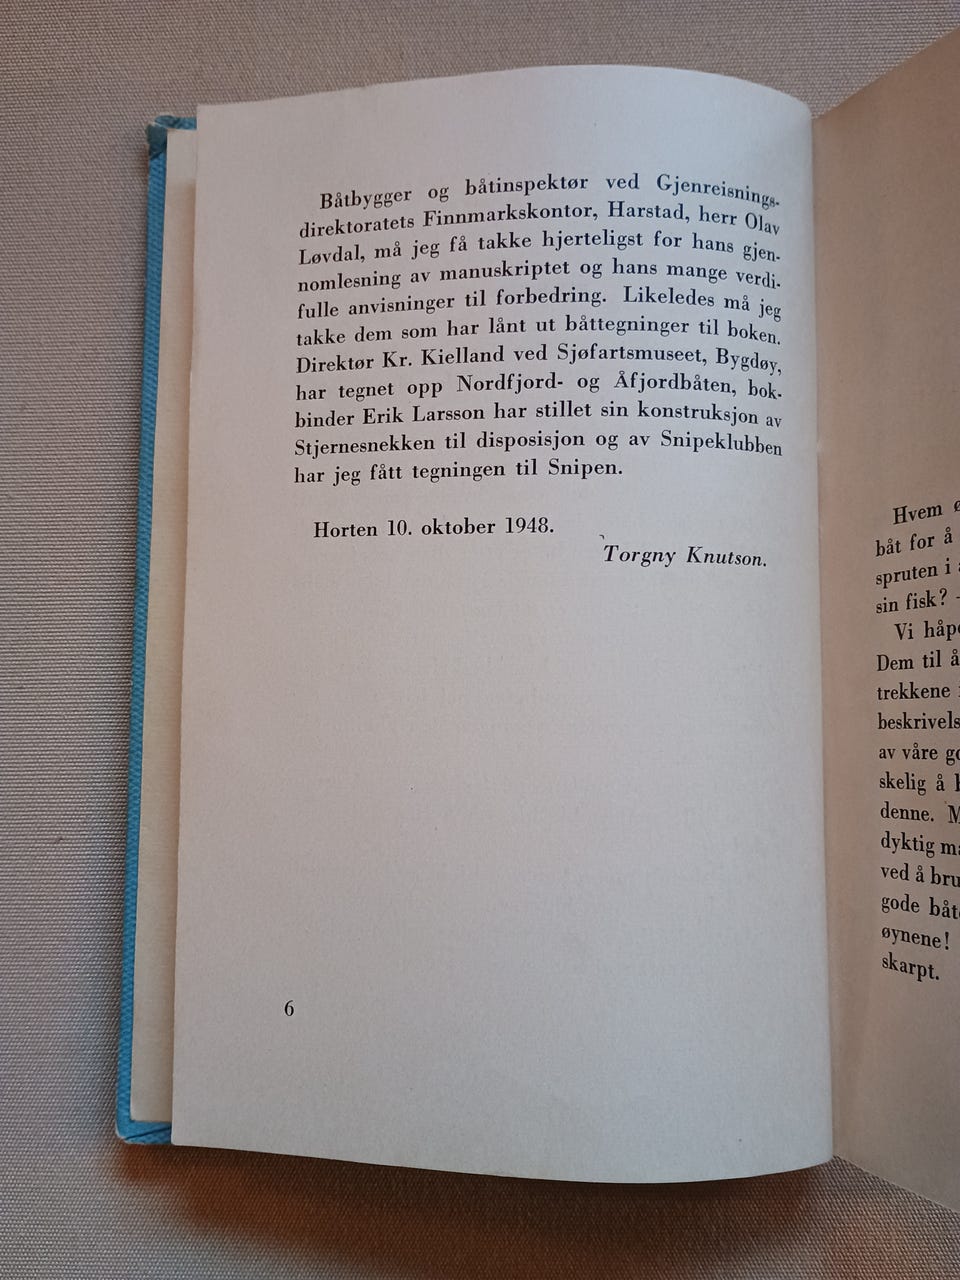 Båtbygger og båtinspektør ved Gjenreisnings-
direktoratets Finnmarkskontor, Harstad, herr Olav
Løvdal, må jeg få takke hjerteligst for hans gjen-
nomlesning av manuskriptet og hans mange verdi-
fulle anvisninger til forbedring. Likeledes må jeg
takke dem som har lånt ut båttegninger til boken.
Direktør Kr. Kielland ved Sjøfartsmuseet, Bygdøy,
har tegnet opp Nordfjord- og Åfjordbåten, bok-
binder Erik Larsson har stillet sin konstruksjon av
Stjernesnekken til disposisjon og av Snipeklubben
har jeg fått tegningen til Snipen.
Horten 10. oktober 1948.
Torgny Knutson.
6
Hvem
båt for å
spruten i
sin fisk? -
Vi
Dem til å
trekkene
av våre
skelig å
denne.
dyktig
ved å
gode
øynene!
skarpt.